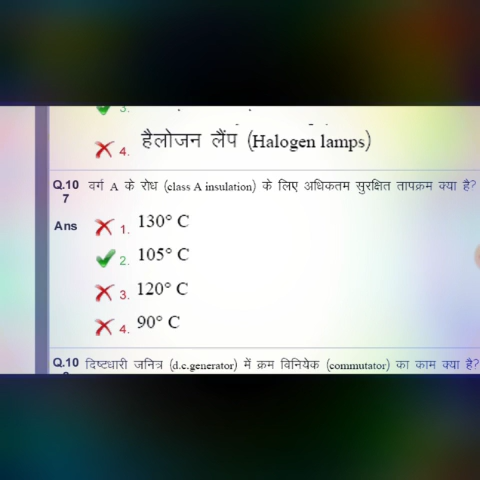 3.
4. हैलोजन लैंप (Halogen lamps)
Q.10 वर्ग A के रोध (class A insulation) के लिए अधिकतम सुरक्षित तापक्रम क्या है?
7
Ans 1. 130° C
2. 105° C
3. 120° C
4. 90° C
Q.10 दिष्टधारी जनित्र (d.c.generator) में क्रम विनियेक (commutator) का काम क्या है?